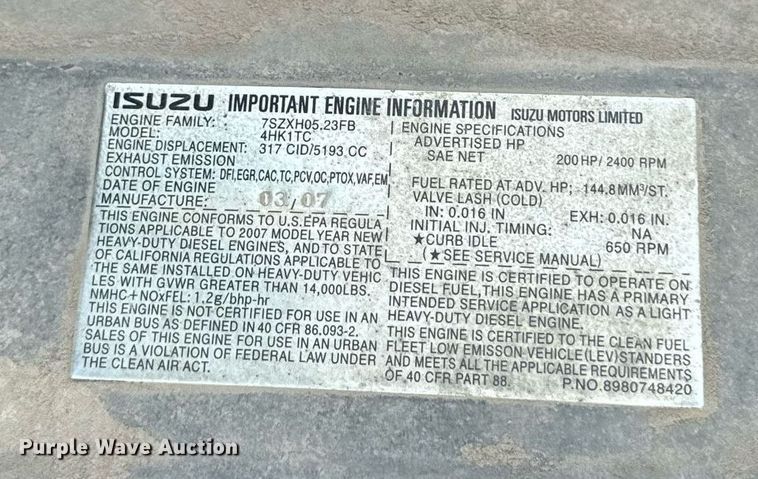 ISUZU IMPORTANT ENGINE INFORMATION ISUZU MOTORS LIMITED
ENGINE FAMILY: 7SZXH05.23FB
MODEL: 4HK1TC
ENGINE DISPLACEMENT: 317 CID/5193 CC
EXHAUST EMISSION
CONTROL SYSTEM: DFI,EGR,CAC,TC,PCV,OC,PTOX,VAF,EM
DATE OF ENGINE
MANUFACTURE: 03 07
THIS ENGINE CONFORMS TO U.S.EPA REGULA
TIONS APPLICABLE TO 2007 MODEL YEAR NEW
HEAVY-DUTY DIESEL ENGINES, AND TO STATE
OF CALIFORNIA REGULATIONS APPLICABLE TO
THE SAME INSTALLED ON HEAVY-DUTY VEHIC
LES WITH GVWR GREATER THAN 14,000LBS.
NMHC+NOxFEL: 1.2g/bhp-hr
THIS ENGINE IS NOT CERTIFIED FOR USE IN AN
URBAN BUS AS DEFINED IN 40 CFR 86.093-2.
SALES OF THIS ENGINE FOR USE IN AN URBAN
BUS IS A VIOLATION OF FEDERAL LAW UNDER
THE CLEAN AIR ACT.
ENGINE SPECIFICATIONS
ADVERTISED HP
SAE NET 200 HP/ 2400 RPM
FUEL RATED AT ADV. HP; 144.8MM³/ST.
VALVE LASH (COLD)
IN: 0.016 IN EXH: 0.016 IN.
INITIAL INJ. TIMING: NA
★CURB IDLE 650 RPM
(★SEE SERVICE MANUAL)
THIS ENGINE IS CERTIFIED TO OPERATE ON
DIESEL FUEL, THIS ENGINE HAS A PRIMARY
INTENDED SERVICE APPLICATION AS A LIGHT
HEAVY-DUTY DIESEL ENGINE.
THIS ENGINE IS CERTIFIED TO THE CLEAN FUEL
FLEET LOW EMISSON VEHICLE(LEV)STANDERS
AND MEETS ALL THE APPLICABLE REQUIREMENTS
OF 40 CFR PART 88. P.NO.8980748420
Purple Wave Auction